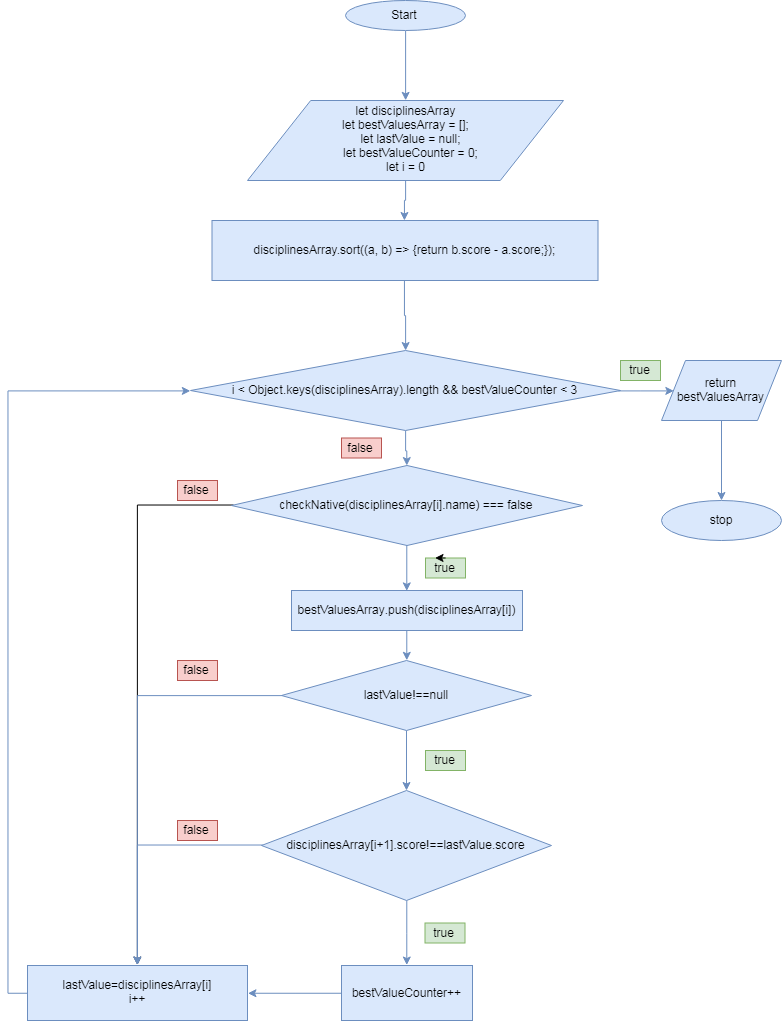 Start
let disciplinesArray
let bestValuesArray = [];
let lastValue = null;
let bestValueCounter = 0;
let i = 0
disciplinesArray.sort((a, b) => {return b.score - a.score;});
i < Object.keys(disciplinesArray).length && bestValueCounter < 3
true
return
bestValuesArray
false
stop
false
checkNative(disciplinesArray[i].name) === false
true
bestValuesArray.push(disciplinesArray[i])
false
lastValue!==null
true
false
disciplinesArray[i+1].score!==lastValue.score
true
lastValue=disciplinesArray[i]
i++
bestValueCounter++